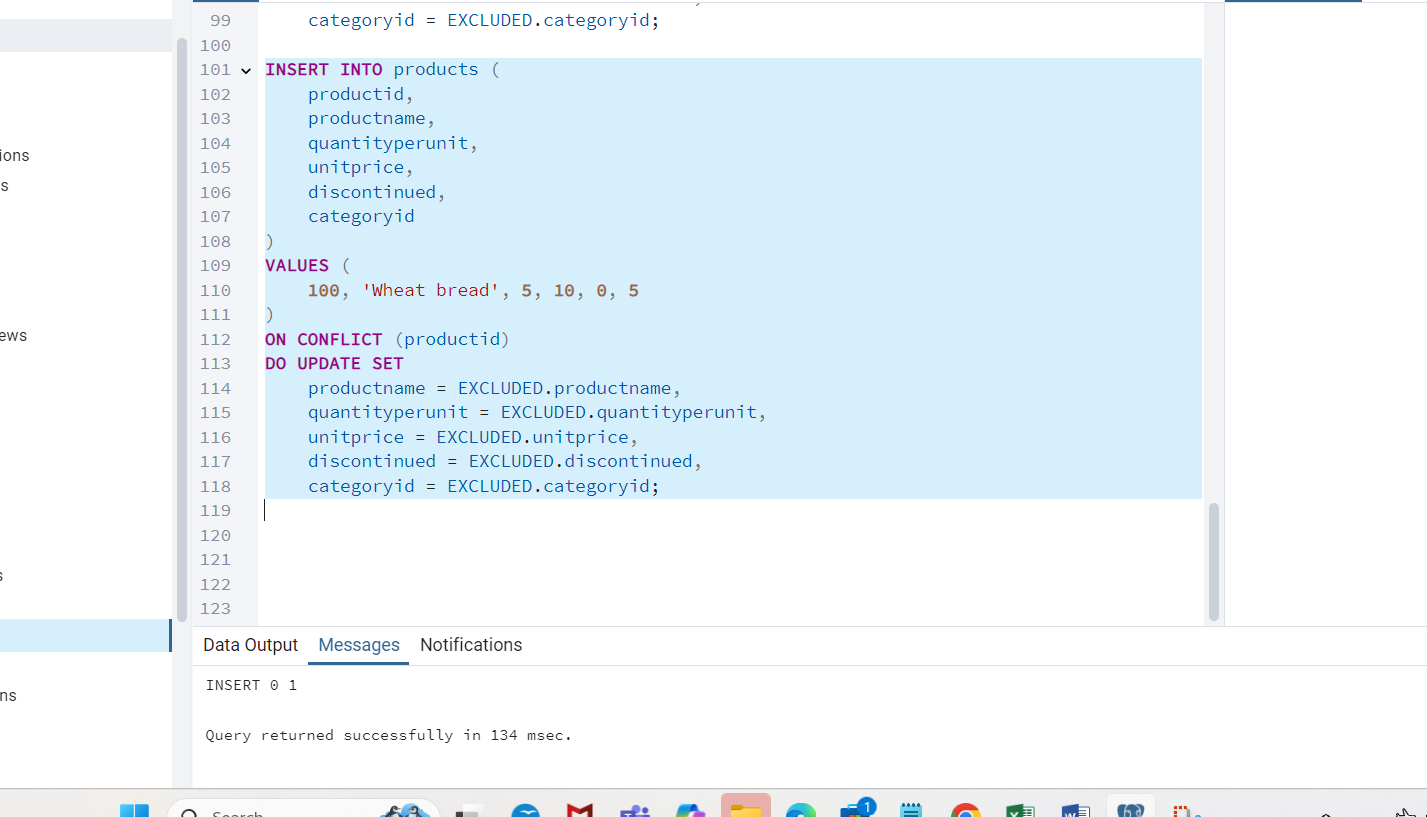 99 categoryid = EXCLUDED.categoryid;
100
101 INSERT INTO products (
102 productid,
103 productname,
104 quantityperunit,
105 unitprice,
106 discontinued,
107 categoryid
108 )
109 VALUES (
110 100, 'Wheat bread', 5, 10, 0, 5
111 )
112 ON CONFLICT (productid)
113 DO UPDATE SET
114 productname = EXCLUDED.productname,
115 quantityperunit = EXCLUDED.quantityperunit,
116 unitprice = EXCLUDED.unitprice,
117 discontinued = EXCLUDED.discontinued,
118 categoryid = EXCLUDED.categoryid;
119
120
121
122
123
ions
s
ews
s
ns
Data Output Messages Notifications
INSERT 0 1
Query returned successfully in 134 msec.
Search
1